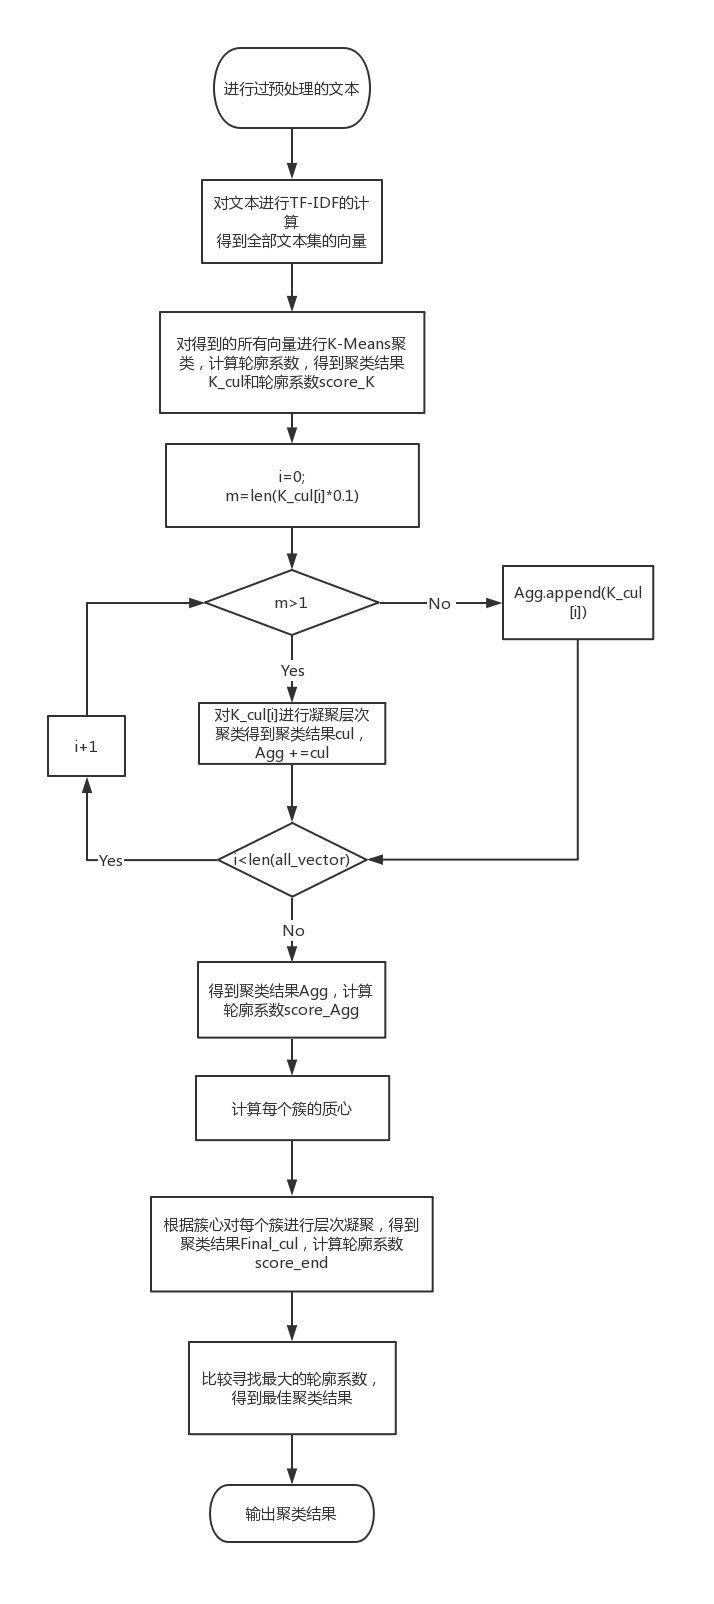 进行过预处理的文本
对文本进行TF-IDF的计
算
得到全部文本集的向量
对得到的所有向量进行K-Means聚
类，计算轮廓系数，得到聚类结果
K_cul和轮廓系数score_K
i=0;
m=len(K_cul[i]*0.1)
m>1
No
Agg.append(K_cul
[i])
Yes
对K_cul[i]进行凝聚层次
聚类得到聚类结果cul，
Agg +=cul
i+1
i<len(all_vector)
Yes
No
得到聚类结果Agg，计算
轮廓系数score_Agg
计算每个簇的质心
根据簇心对每个簇进行层次凝聚，得到
聚类结果Final_cul，计算轮廓系数
score_end
比较寻找最大的轮廓系数，
得到最佳聚类结果
输出聚类结果